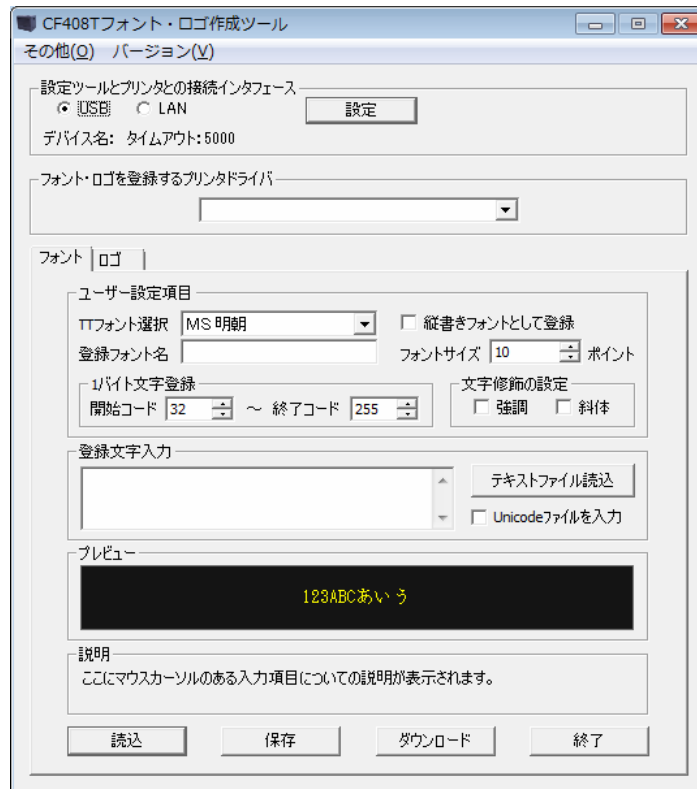 CF408Tフォント・ロゴ作成ツール
その他(O) バージョン(V)
設定ツールとプリンタとの接続インタフェース
USB LAN 設定
デバイス名: タイムアウト:5000
フォント・ロゴを登録するプリンタドライバ
フォント ロゴ
ユーザー設定項目
TTフォント選択 MS 明朝 縦書きフォントとして登録
登録フォント名 フォントサイズ 10 ポイント
1バイト文字登録 文字修飾の設定
開始コード 32 ~ 終了コード 255 強調 斜体
登録文字入力
テキストファイル読込
Unicodeファイルを入力
プレビュー
123ABCあいう
説明
ここにマウスカーソルのある入力項目についての説明が表示されます。
読込 保存 ダウンロード 終了